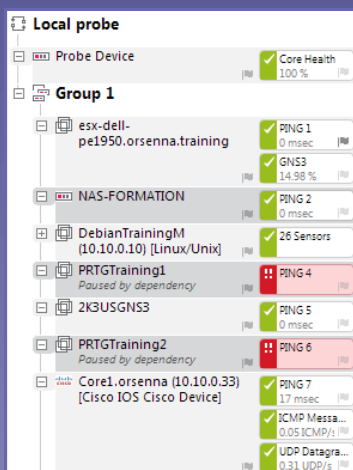 Local probe
Probe Device
Core Health
100 %
Group 1
esx-dell-
pe1950.orsenna.training
PING 1
0 msec
GNS3
14.98 %
NAS-FORMATION
PING 2
0 msec
DebianTrainingM
(10.10.0.10) [Linux/Unix]
26 Sensors
PRTGTraining1
Paused by dependency
PING 4
2K3USGNS3
PING 5
0 msec
PRTGTraining2
Paused by dependency
PING 6
Core1.orsenna (10.10.0.33)
[Cisco IOS Cisco Device]
PING 7
17 msec
ICMP Messa...
0.05 ICMP/s
UDP Datagra...
0.31 UDP/s